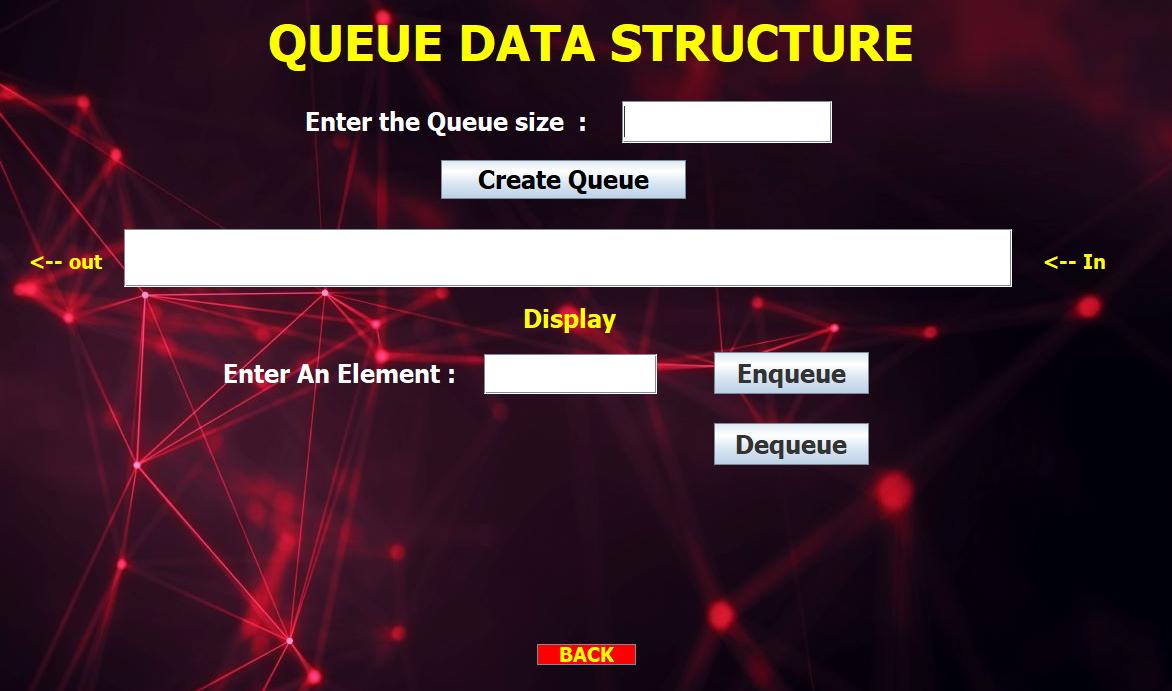 QUEUE DATA STRUCTURE
Enter the Queue size  :
Create Queue
<-- out
<-- In
Display
Enter An Element :
Enqueue
Dequeue
BACK